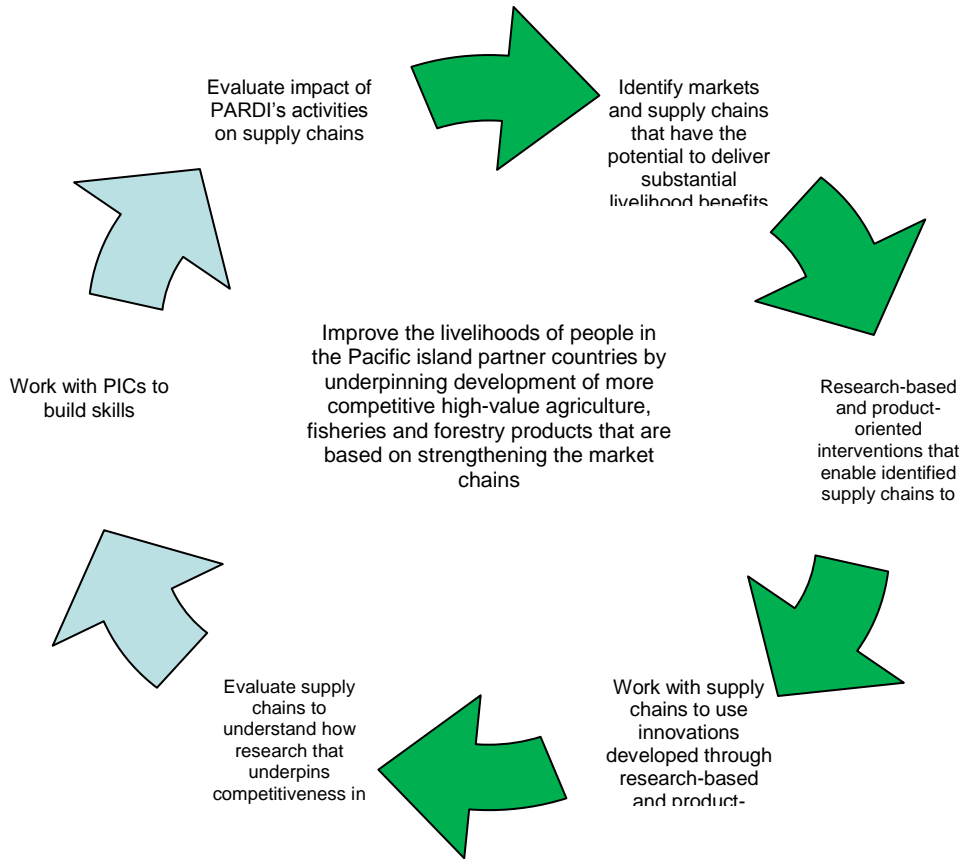 Evaluate impact of
PARDI's activities
on supply chains
Identify markets
and supply chains
that have the
potential to deliver
substantial
livelihood benefits
Improve the livelihoods of people in
the Pacific island partner countries by
underpinning development of more
competitive high-value agriculture,
fisheries and forestry products that are
based on strengthening the market
chains
Work with PICs to
build skills
Research-based
and product-
oriented
interventions that
enable identified
supply chains to
Evaluate supply
chains to
understand how
research that
underpins
competitiveness in
Work with supply
chains to use
innovations
developed through
research-based
and product-